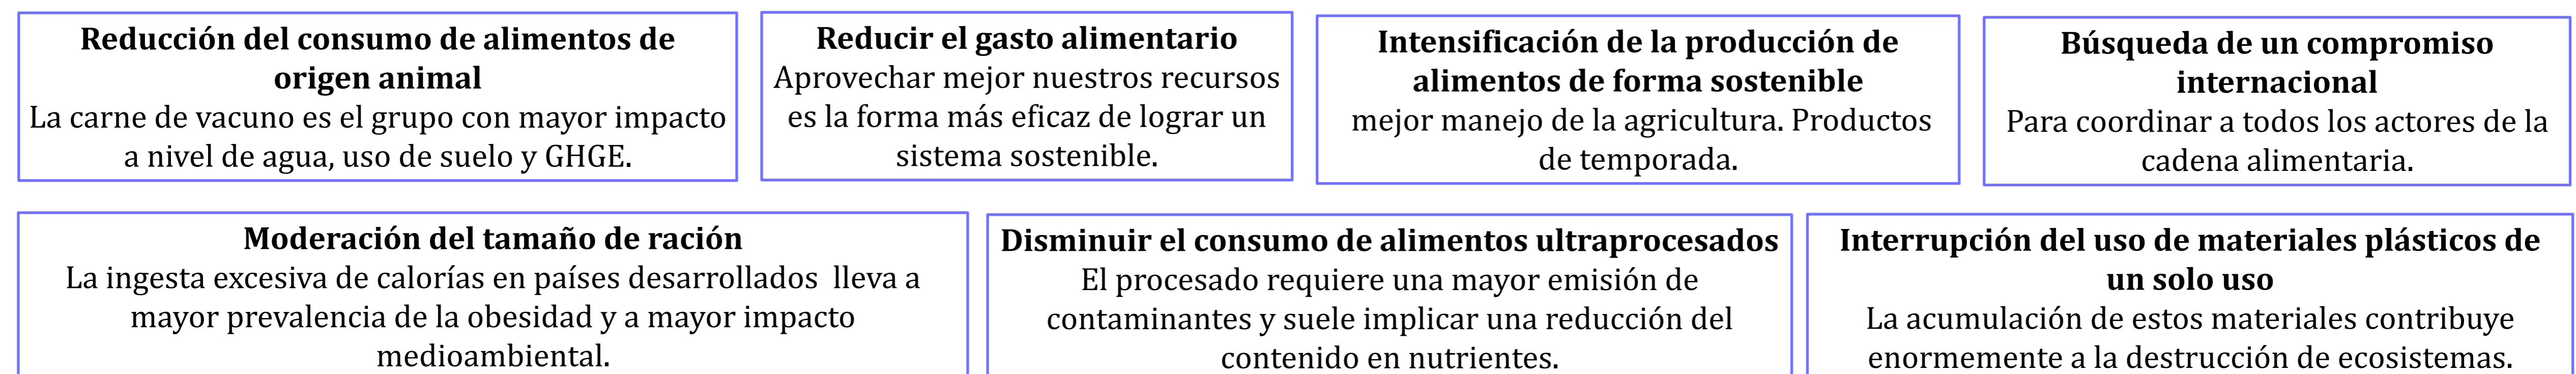 Reducción del consumo de alimentos de
origen animal
La carne de vacuno es el grupo con mayor impacto
a nivel de agua, uso de suelo y GHGE.
Reducir el gasto alimentario
Aprovechar mejor nuestros recursos
es la forma más eficaz de lograr un
sistema sostenible.
Intensificación de la producción de
alimentos de forma sostenible
mejor manejo de la agricultura. Productos
de temporada.
Búsqueda de un compromiso
internacional
Para coordinar a todos los actores de la
cadena alimentaria.
Moderación del tamaño de ración
La ingesta excesiva de calorías en países desarrollados lleva a
mayor prevalencia de la obesidad y a mayor impacto
medioambiental.
Disminuir el consumo de alimentos ultraprocesados
El procesado requiere una mayor emisión de
contaminantes y suele implicar una reducción del
contenido en nutrientes.
Interrupción del uso de materiales plásticos de
un solo uso
La acumulación de estos materiales contribuye
enormemente a la destrucción de ecosistemas.